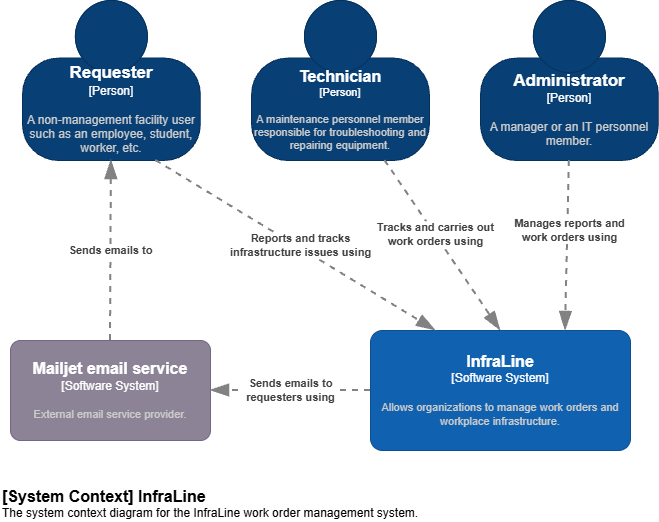 Requester
[Person]
A non-management facility user
such as an employee, student,
worker, etc.
Technician
[Person]
A maintenance personnel member
responsible for troubleshooting and
repairing equipment.
Administrator
[Person]
A manager or an IT personnel
member.
Sends emails to
Reports and tracks
infrastructure issues using
Tracks and carries out
work orders using
Manages reports and
work orders using
Mailjet email service
[Software System]
External email service provider.
Sends emails to
requesters using
InfraLine
[Software System]
Allows organizations to manage work orders and
workplace infrastructure.
[System Context] InfraLine
The system context diagram for the InfraLine work order management system.